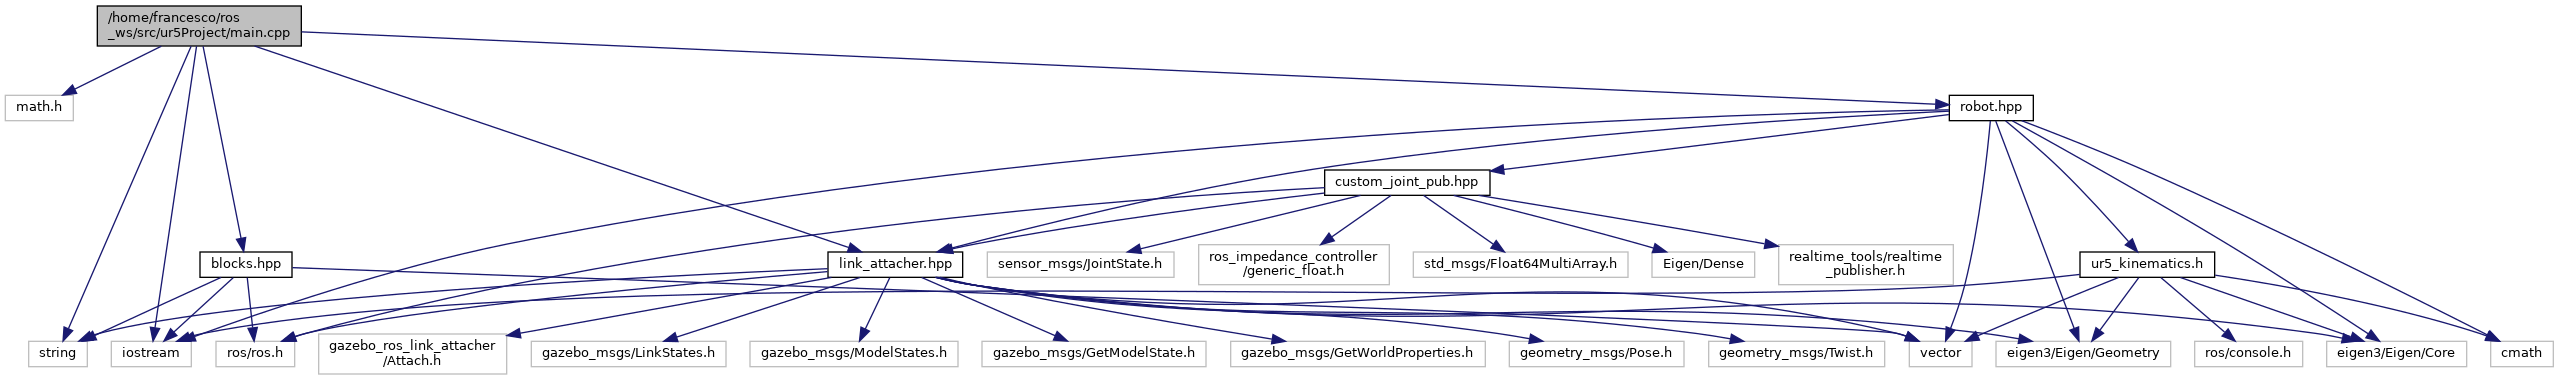 /home/francesco/ros
_ws/src/ur5Project/main.cpp
math.h
robot.hpp
custom_joint_pub.hpp
blocks.hpp
link_attacher.hpp
sensor_msgs/JointState.h
ros_impedance_controller
/generic_float.h
std_msgs/Float64MultiArray.h
Eigen/Dense
realtime_tools/realtime
_publisher.h
ur5_kinematics.h
string
iostream
ros/ros.h
gazebo_ros_link_attacher
/Attach.h
gazebo_msgs/LinkStates.h
gazebo_msgs/ModelStates.h
gazebo_msgs/GetModelState.h
gazebo_msgs/GetWorldProperties.h
geometry_msgs/Pose.h
geometry_msgs/Twist.h
vector
eigen3/Eigen/Geometry
ros/console.h
eigen3/Eigen/Core
cmath